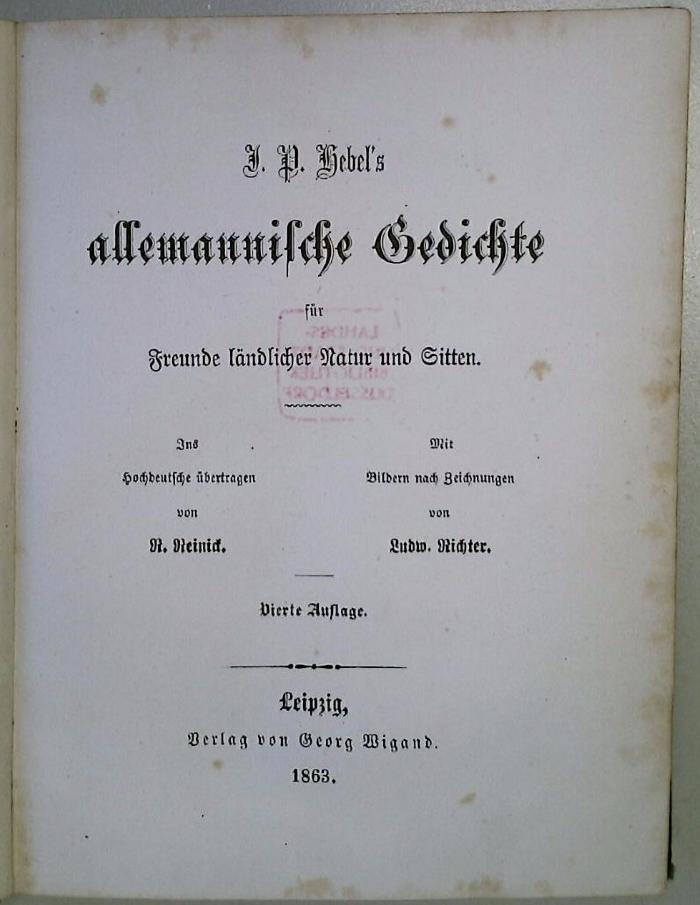 J. P. Hebel's
allemannische Gedichte
für
Freunde ländlicher Natur und Sitten.
Ins
Hochdeutsche übertragen
von
R. Reinick.
Mit
Bildern nach Zeichnungen
von
Ludw. Richter.
Vierte Auflage.
Leipzig,
Verlag von Georg Wigand.
1863.